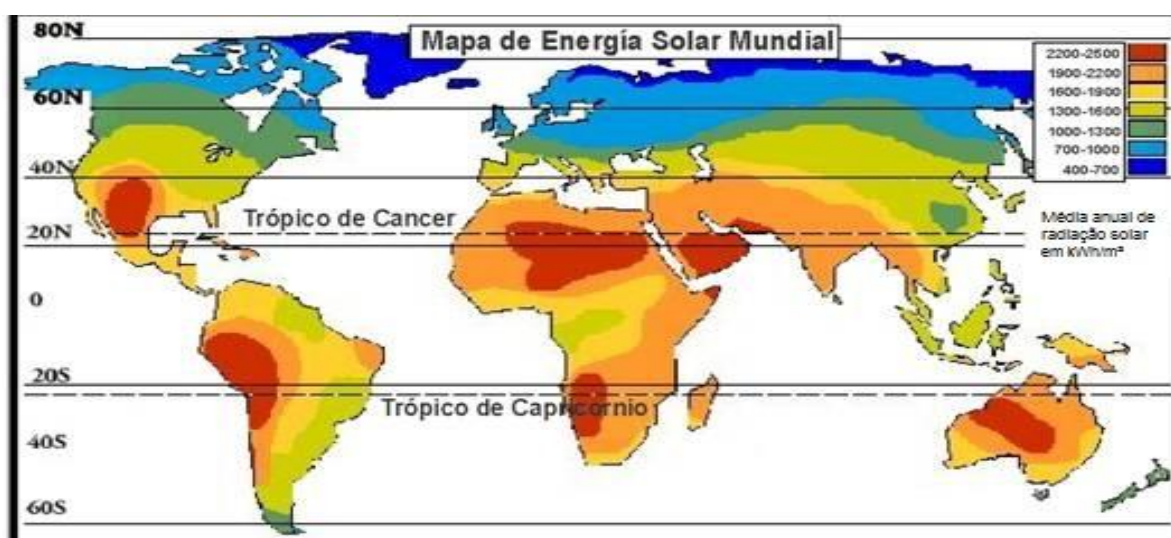 80N
Mapa de Energía Solar Mundial
2200-2500
1900-2200
1600-1900
1300-1600
1000-1300
700-1000
400-700
60N
40N
Trópico de Cancer
20N
Média anual de
radiação solar
em kWh/m²
0
20S
Trópico de Capricornio
40S
60S